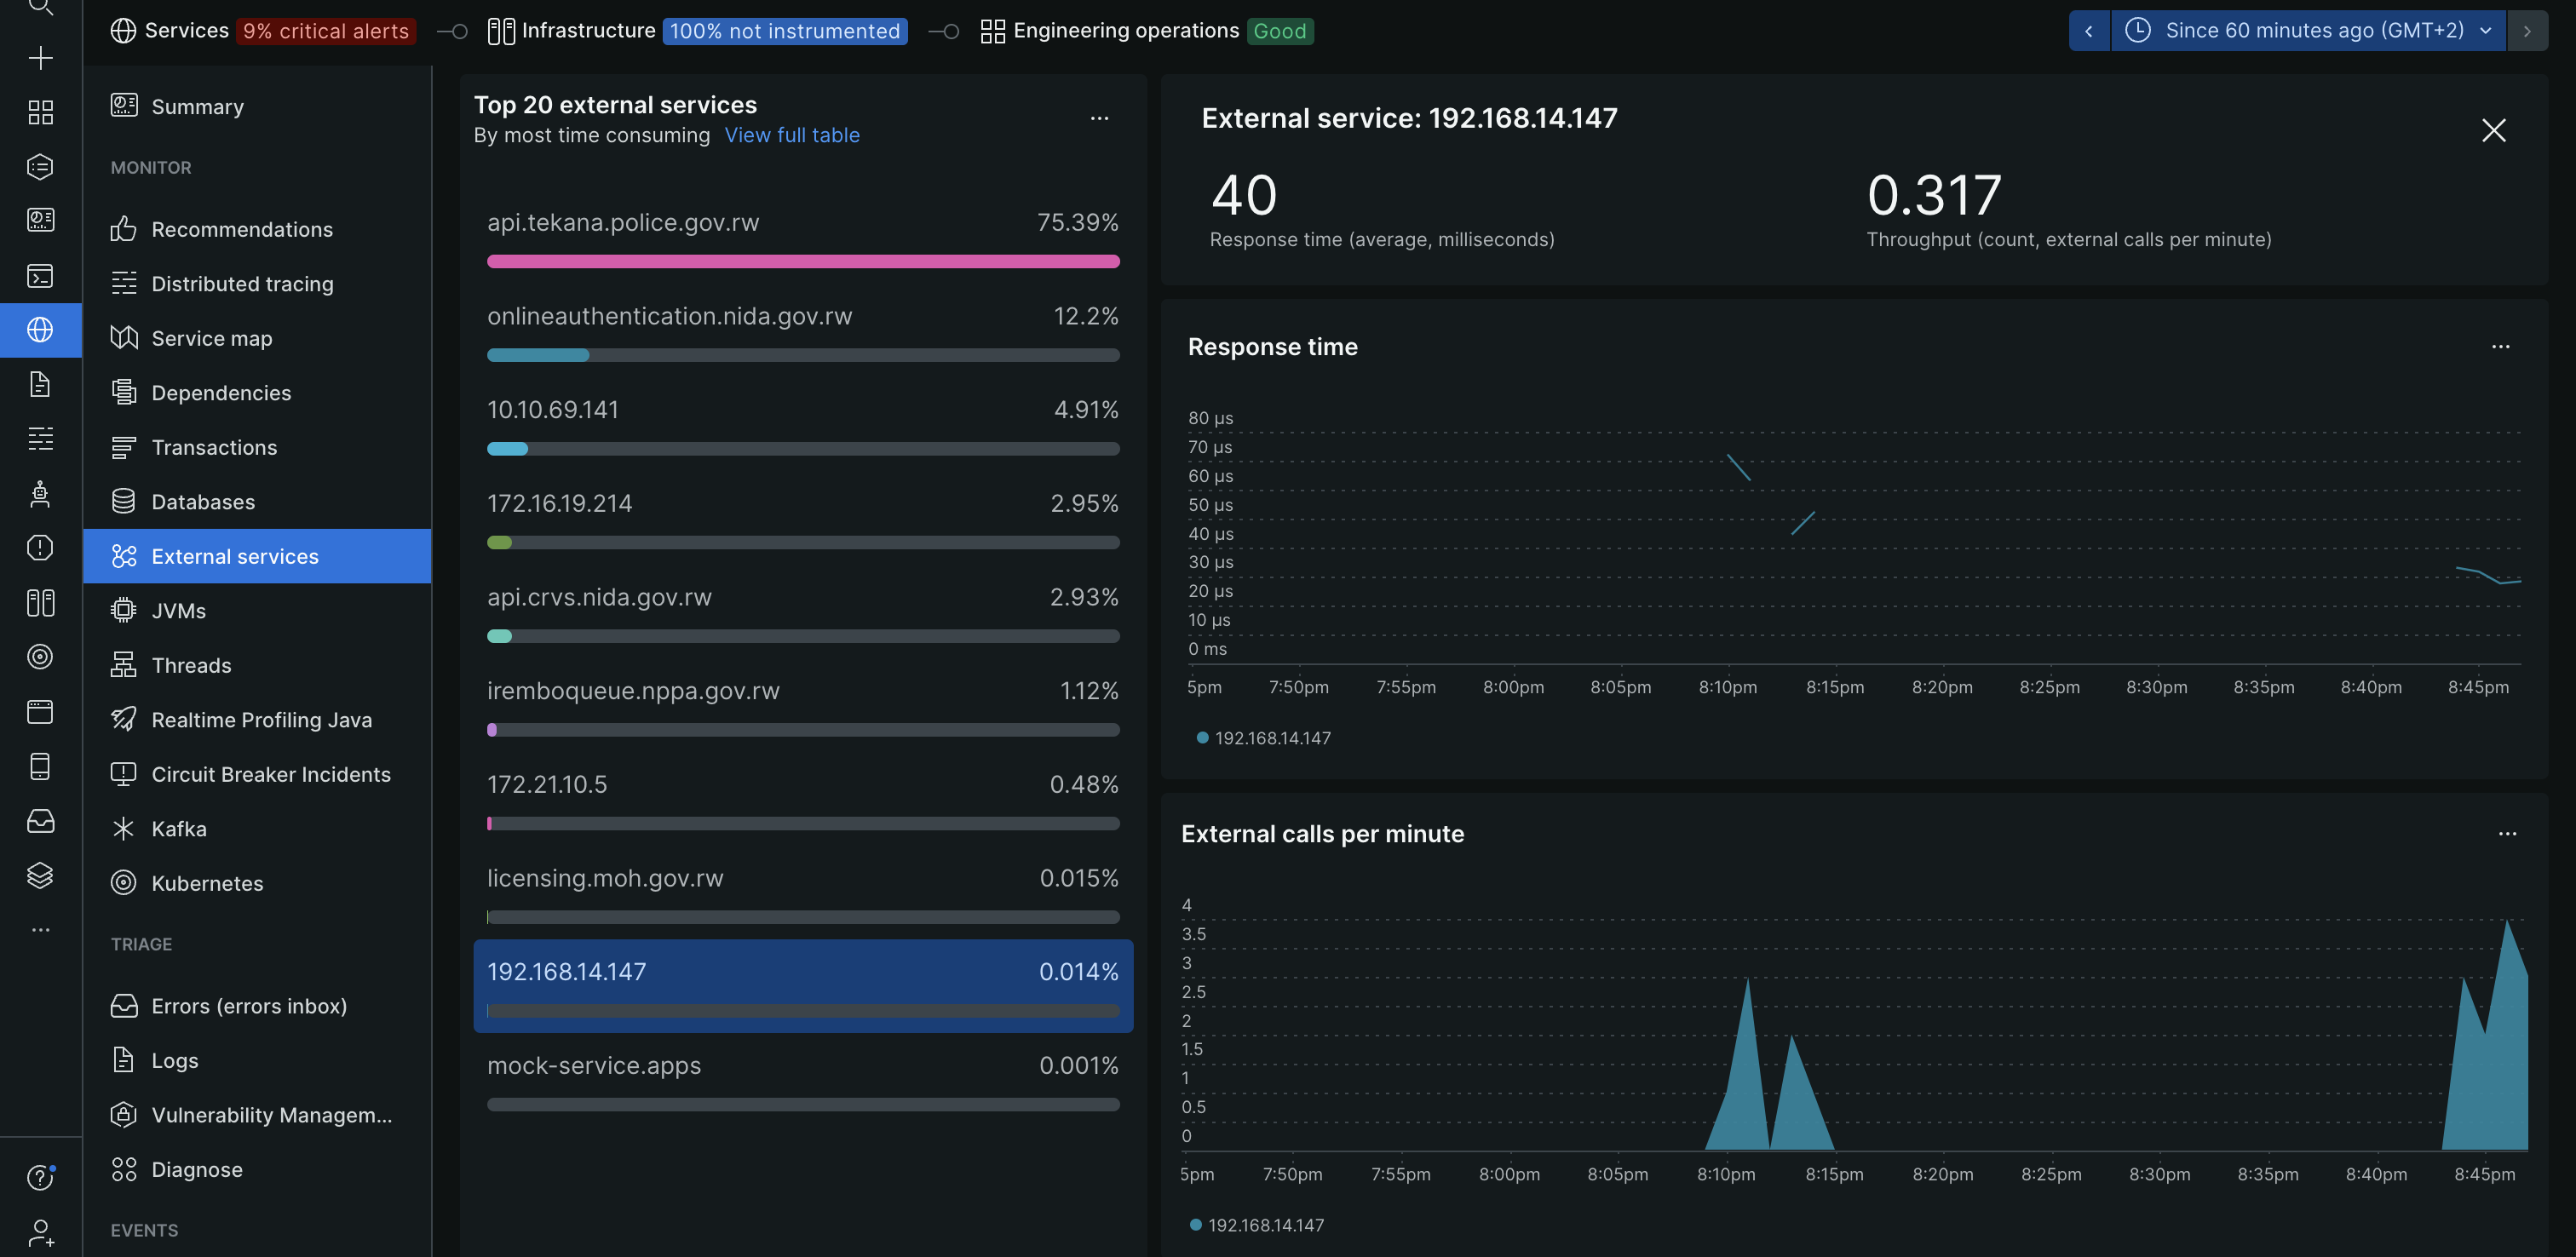 Services 9% critical alerts Infrastructure 100% not instrumented Engineering operations Good Since 60 minutes ago (GMT+2)
Summary
MONITOR
Recommendations
Distributed tracing
Service map
Dependencies
Transactions
Databases
External services
JVMs
Threads
Realtime Profiling Java
Circuit Breaker Incidents
Kafka
Kubernetes
TRIAGE
Errors (errors inbox)
Logs
Vulnerability Managem...
Diagnose
EVENTS
Top 20 external services
By most time consuming View full table
api.tekana.police.gov.rw 75.39%
onlineauthentication.nida.gov.rw 12.2%
10.10.69.141 4.91%
172.16.19.214 2.95%
api.crvs.nida.gov.rw 2.93%
iremboqueue.nppa.gov.rw 1.12%
172.21.10.5 0.48%
licensing.moh.gov.rw 0.015%
192.168.14.147 0.014%
mock-service.apps 0.001%
External service: 192.168.14.147
40 0.317
Response time (average, milliseconds) Throughput (count, external calls per minute)
Response time
80 µs
70 µs
60 µs
50 µs
40 µs
30 µs
20 µs
10 µs
0 ms
5pm 7:50pm 7:55pm 8:00pm 8:05pm 8:10pm 8:15pm 8:20pm 8:25pm 8:30pm 8:35pm 8:40pm 8:45pm
192.168.14.147
External calls per minute
4
3.5
3
2.5
2
1.5
1
0.5
0
5pm 7:50pm 7:55pm 8:00pm 8:05pm 8:10pm 8:15pm 8:20pm 8:25pm 8:30pm 8:35pm 8:40pm 8:45pm
192.168.14.147